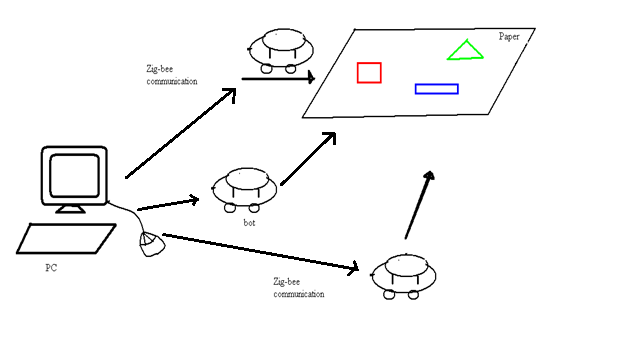 Paper
Zig-bee
communication
bot
PC
Zig-bee
communication